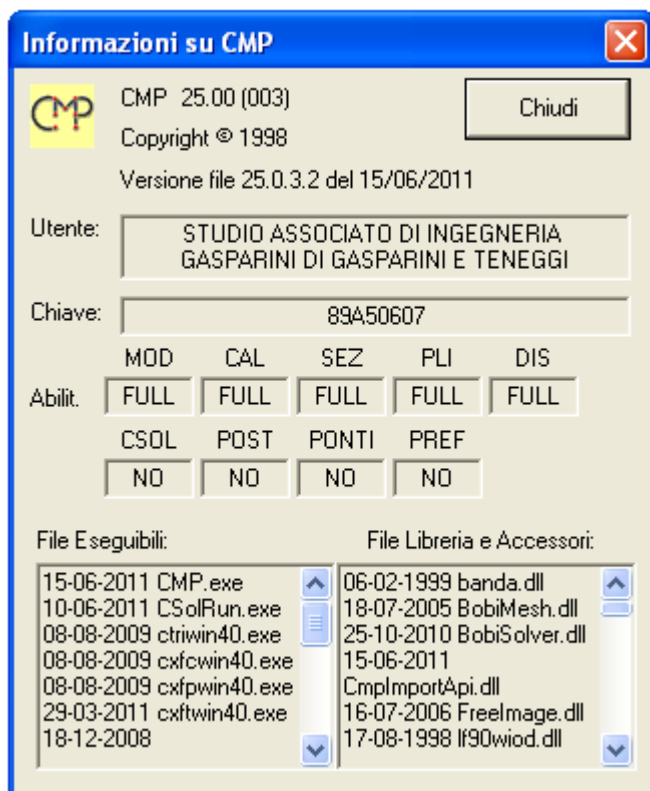 Informazioni su CMP
CMP
CMP 25.00 (003)
Chiudi
Copyright © 1998
Versione file 25.0.3.2 del 15/06/2011
Utente:
STUDIO ASSOCIATO DI INGEGNERIA
GASPARINI DI GASPARINI E TENEGGI
Chiave:
89A50607
MOD CAL SEZ PLI DIS
Abilit. FULL FULL FULL FULL FULL
CSOL POST PONTI PREF
NO NO NO NO
File Eseguibili:
15-06-2011 CMP.exe
10-06-2011 CSolRun.exe
08-08-2009 ctriwin40.exe
08-08-2009 cxfcwin40.exe
08-08-2009 cxfpwin40.exe
29-03-2011 cxftwin40.exe
18-12-2008
File Libreria e Accessori:
06-02-1999 banda.dll
18-07-2005 BobiMesh.dll
25-10-2010 BobiSolver.dll
15-06-2011
CmpImportApi.dll
16-07-2006 FreeImage.dll
17-08-1998 lf90wiod.dll